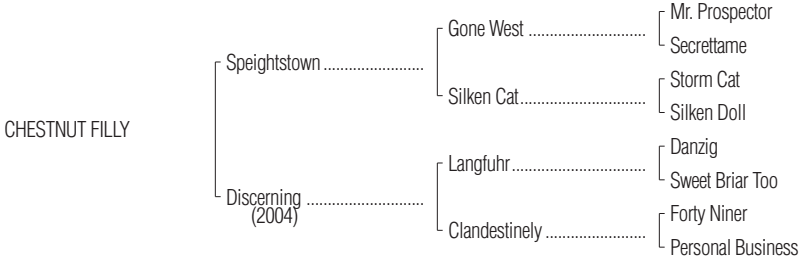 Mr. Prospector
Gone West ..............................
Secrettame
Speightstown .........................
Storm Cat
Silken Cat................................
Silken Doll
CHESTNUT FILLY
Danzig
Langfuhr..................................
Sweet Briar Too
Discerning .............................
(2004)
Forty Niner
Clandestinely .........................
Personal Business